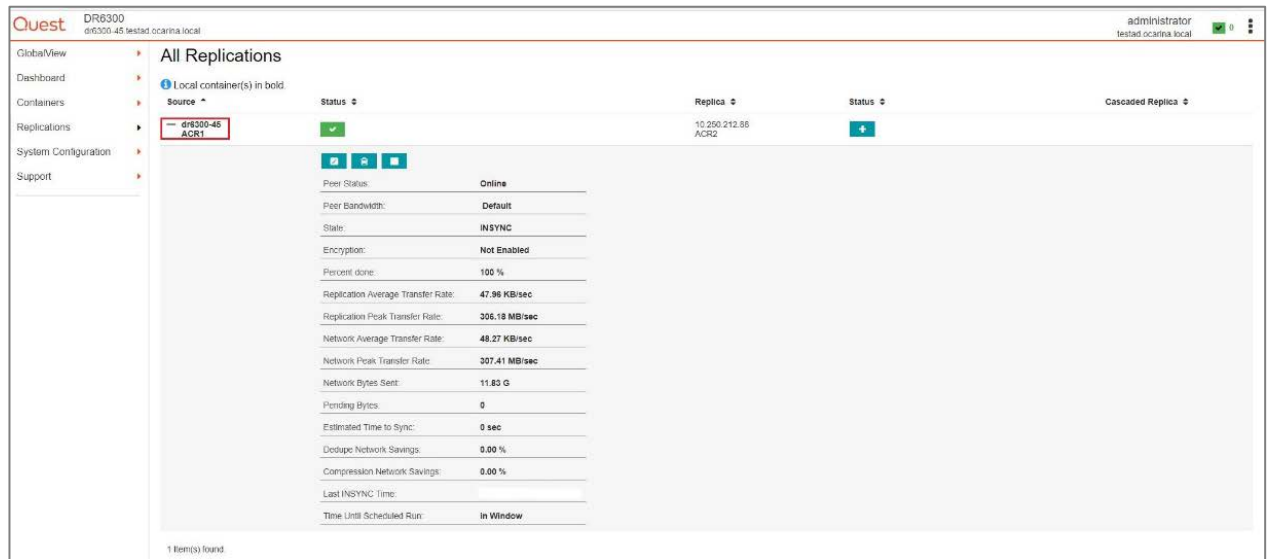 Quest DR6300
dr6300-45.testad.ocarina.local
administrator
testad.ocarina.local
0
GlobalView
Dashboard
Containers
Replications
System Configuration
Support
All Replications
Local container(s) in bold.
Source Status Replica Status Cascaded Replica
dr6300-45 10.250.212.86
ACR1 ACR2
Peer Status: Online
Peer Bandwidth: Default
State: INSYNC
Encryption: Not Enabled
Percent done: 100 %
Replication Average Transfer Rate: 47.96 KB/sec
Replication Peak Transfer Rate: 306.18 MB/sec
Network Average Transfer Rate: 48.27 KB/sec
Network Peak Transfer Rate: 307.41 MB/sec
Network Bytes Sent: 11.83 G
Pending Bytes: 0
Estimated Time to Sync: 0 sec
Dedupe Network Savings: 0.00 %
Compression Network Savings: 0.00 %
Last INSYNC Time:
Time Until Scheduled Run: In Window
1 Item(s) found.